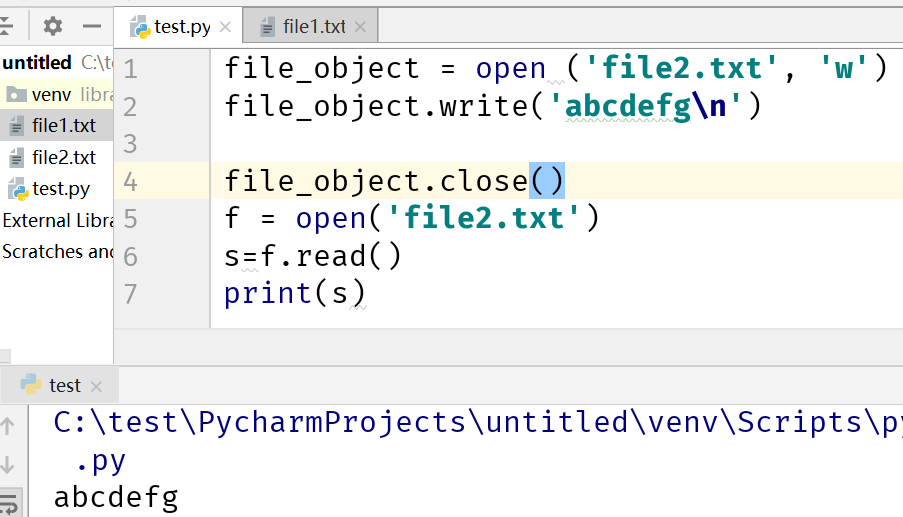 test.py
file1.txt
untitled C:\t
venv libra
file1.txt
file2.txt
test.py
External Libra
Scratches and
1 file_object = open ('file2.txt', 'w')
2 file_object.write('abcdefg\n')
3
4 file_object.close()
5 f = open('file2.txt')
6 s=f.read()
7 print(s)
test
C:\test\PycharmProjects\untitled\venv\Scripts\py
.py
abcdefg